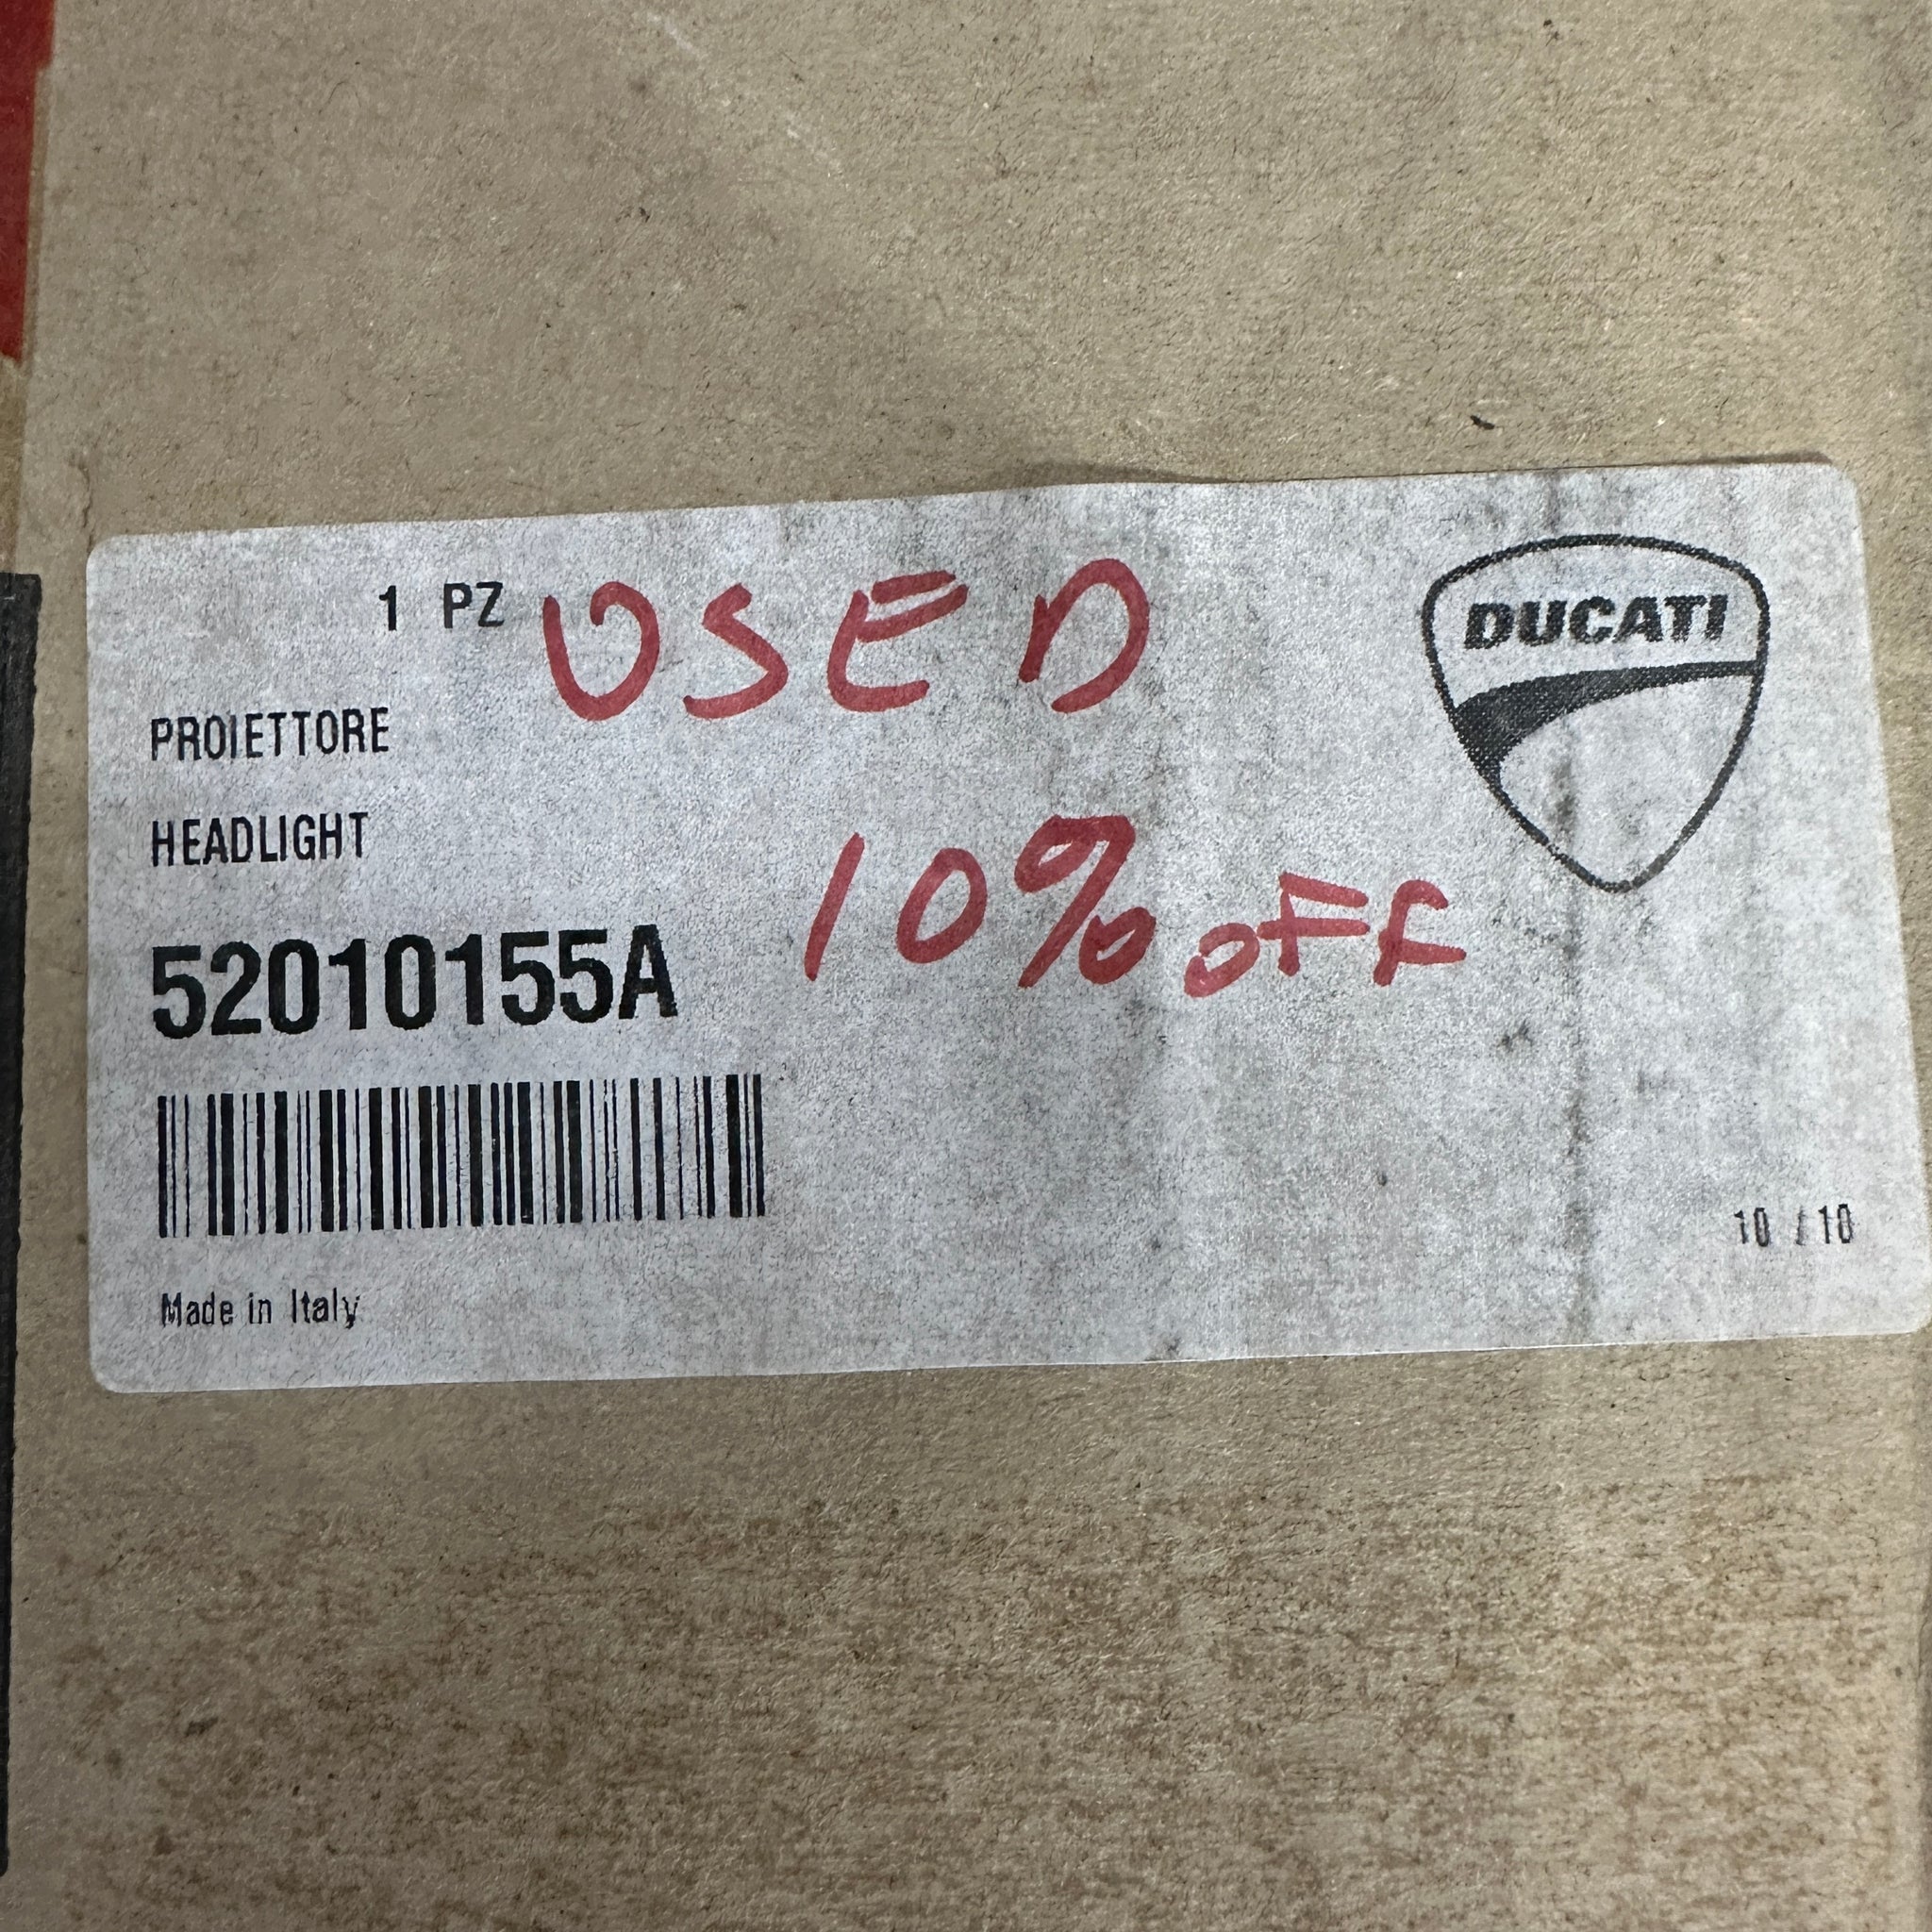 1 PZ USED
DUCATI
PROIETTORE
HEADLIGHT
10% OFF
52010155A
10 / 10
Made in Italy